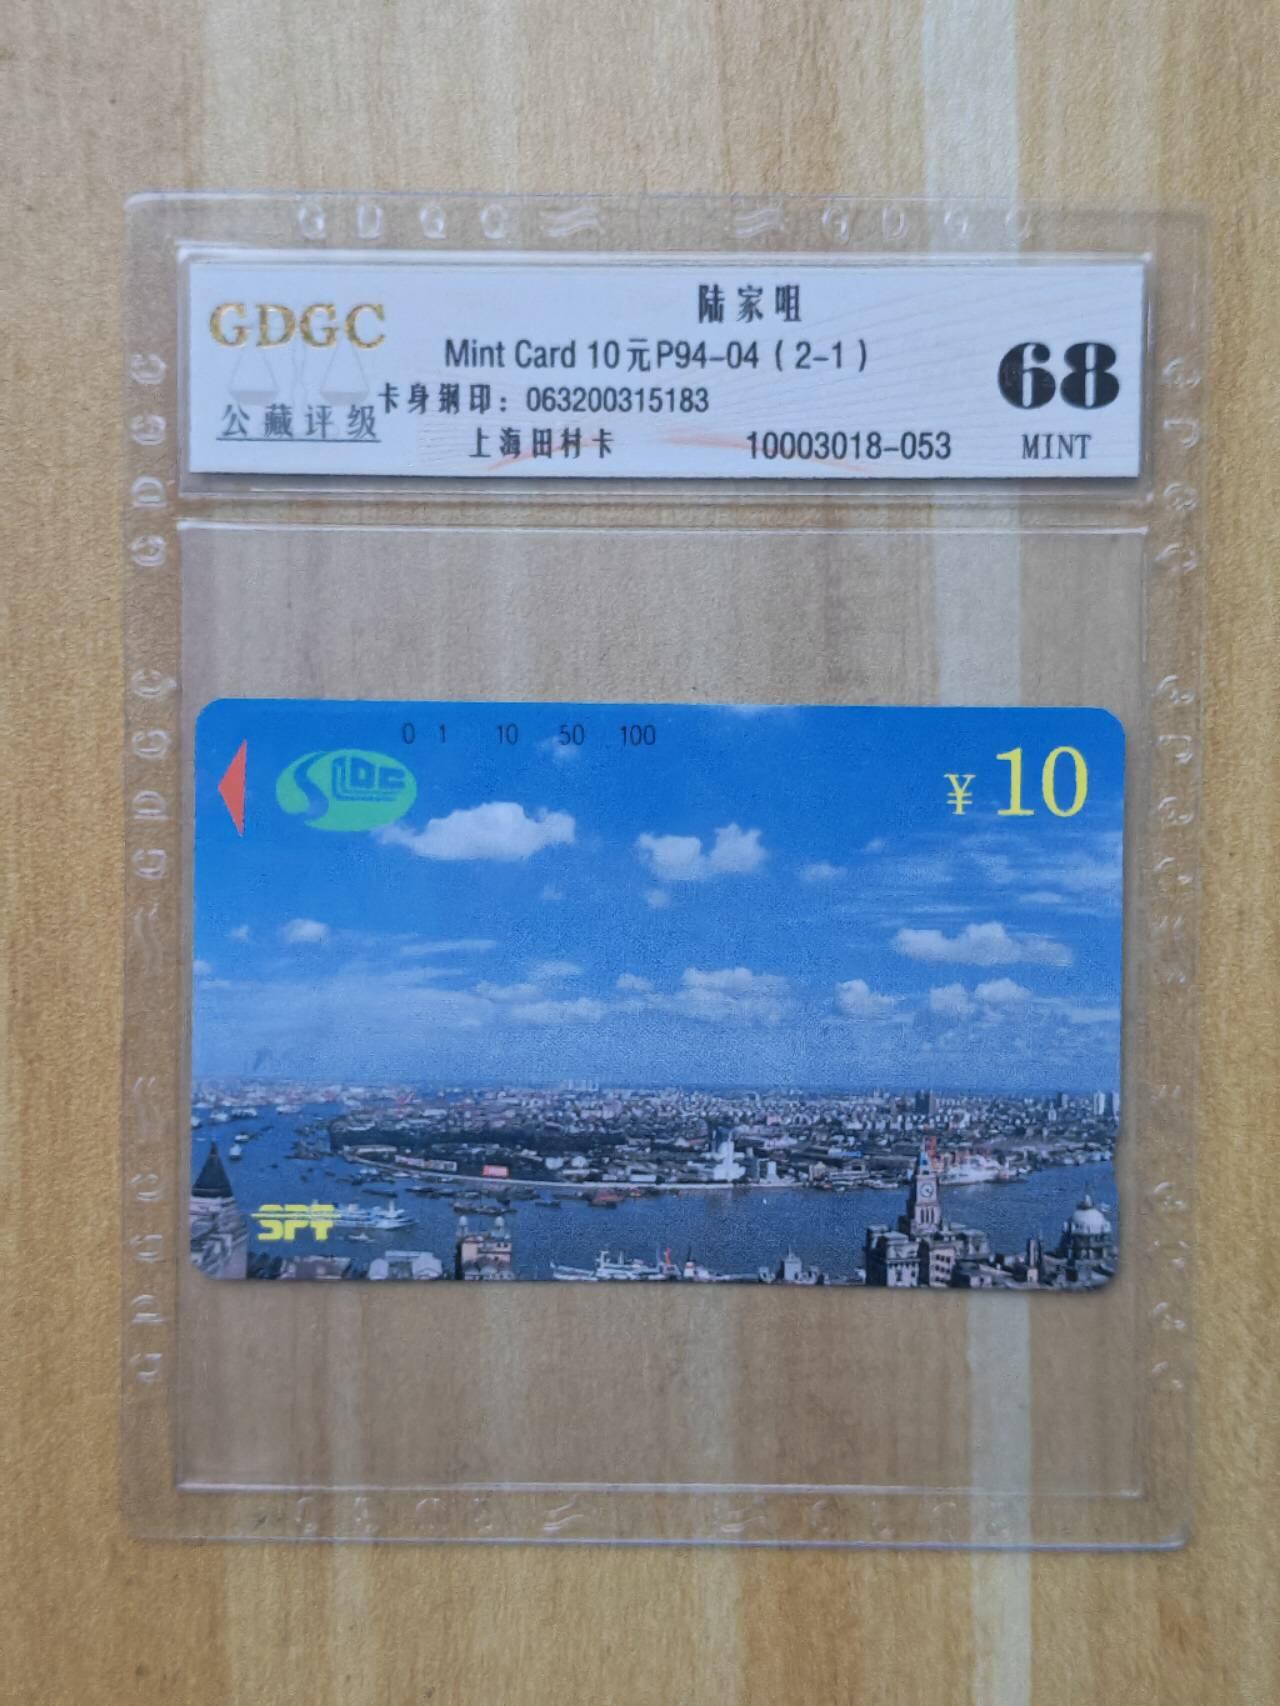 GDGC
公藏评级
陆家咀
Mint Card 10元P94-04（2-1）
卡身钢印：063200315183
上海田村卡 10003018-053
68
MINT
0 1 10 50 100
¥10
SPT